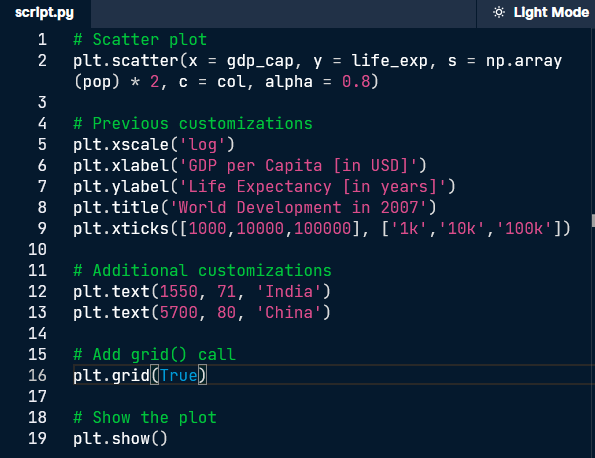 script.py
Light Mode
1 # Scatter plot
2 plt.scatter(x = gdp_cap, y = life_exp, s = np.array
(pop) * 2, c = col, alpha = 0.8)
3
4 # Previous customizations
5 plt.xscale('log')
6 plt.xlabel('GDP per Capita [in USD]')
7 plt.ylabel('Life Expectancy [in years]')
8 plt.title('World Development in 2007')
9 plt.xticks([1000,10000,100000], ['1k','10k','100k'])
10
11 # Additional customizations
12 plt.text(1550, 71, 'India')
13 plt.text(5700, 80, 'China')
14
15 # Add grid() call
16 plt.grid(True)
17
18 # Show the plot
19 plt.show()